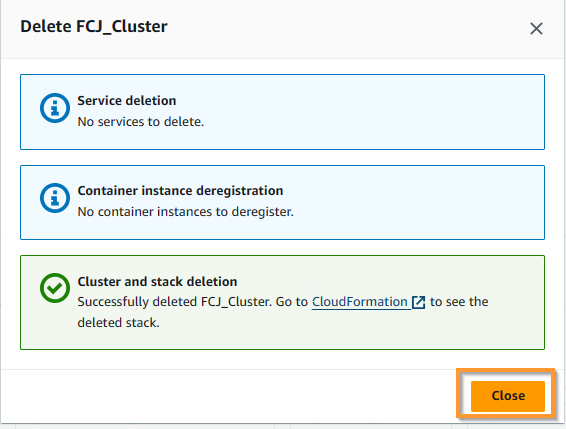 Delete FCJ_Cluster
Service deletion
No services to delete.
Container instance deregistration
No container instances to deregister.
Cluster and stack deletion
Successfully deleted FCJ_Cluster. Go to CloudFormation to see the
deleted stack.
Close